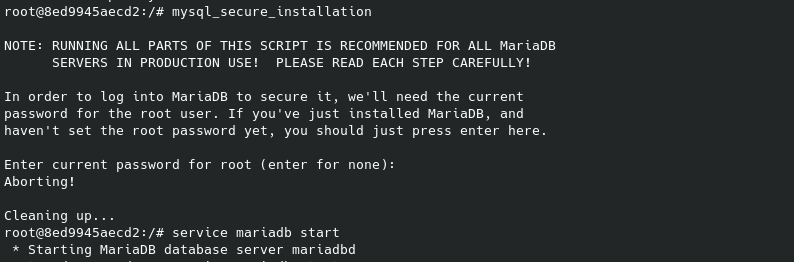 root@8ed9945aecd2:/# mysql_secure_installation
NOTE: RUNNING ALL PARTS OF THIS SCRIPT IS RECOMMENDED FOR ALL MariaDB
SERVERS IN PRODUCTION USE!  PLEASE READ EACH STEP CAREFULLY!
In order to log into MariaDB to secure it, we'll need the current
password for the root user. If you've just installed MariaDB, and
haven't set the root password yet, you should just press enter here.
Enter current password for root (enter for none):
Aborting!
Cleaning up...
root@8ed9945aecd2:/# service mariadb start
* Starting MariaDB database server mariadbd